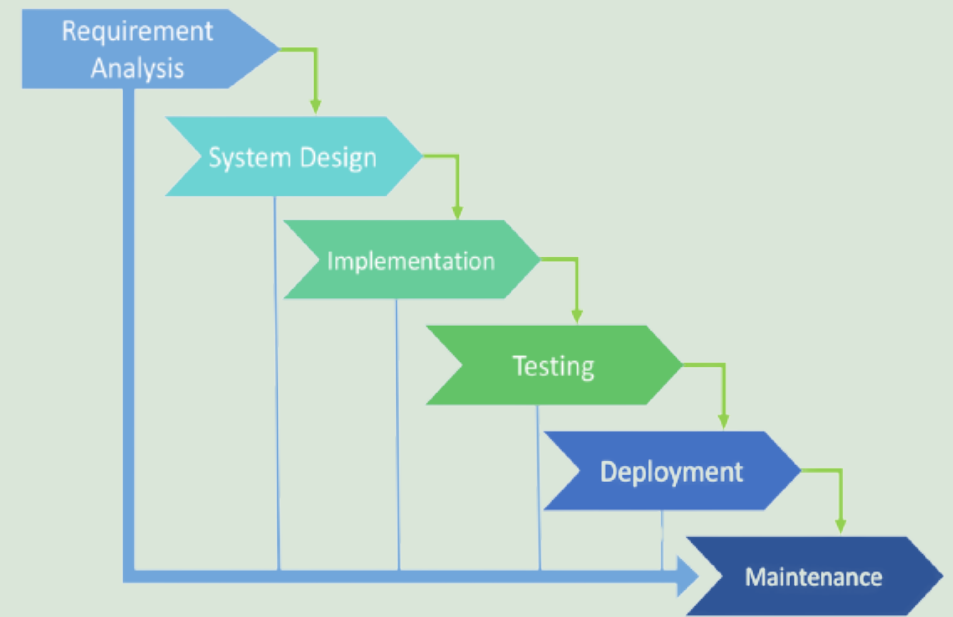 Requirement
Analysis
System Design
Implementation
Testing
Deployment
Maintenance